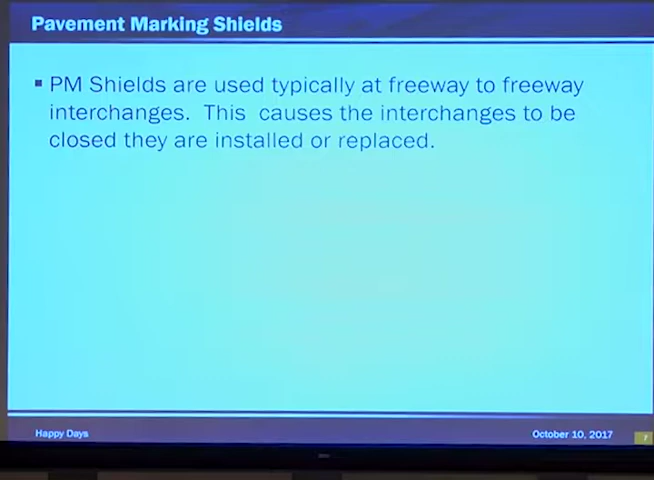 Pavement Marking Shields
▪ PM Shields are used typically at freeway to freeway
interchanges.  This  causes the interchanges to be
closed they are installed or replaced.
Happy Days
October 10, 2017
7